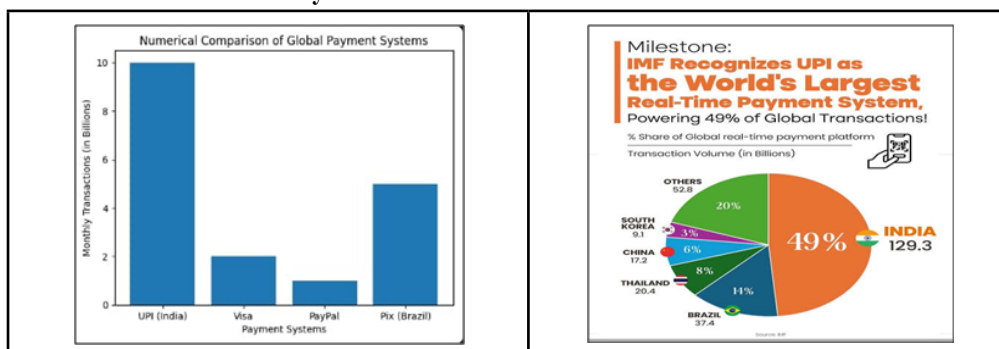 Numerical Comparison of Global Payment Systems
Monthly Transactions (in Billions)
10
8
6
4
2
0
UPI (India) Visa PayPal Pix (Brazil)
Payment Systems
Milestone:
IMF Recognizes UPI as
the World's Largest
Real-Time Payment System,
Powering 49% of Global Transactions!
% Share of Global real-time payment platform
Transaction Volume (in Billions)
OTHERS
52.8
20%
SOUTH
KOREA
9.1
3%
CHINA
17.2
6%
THAILAND
20.4
8%
BRAZIL
37.4
14%
49%
INDIA
129.3
Source: IMF